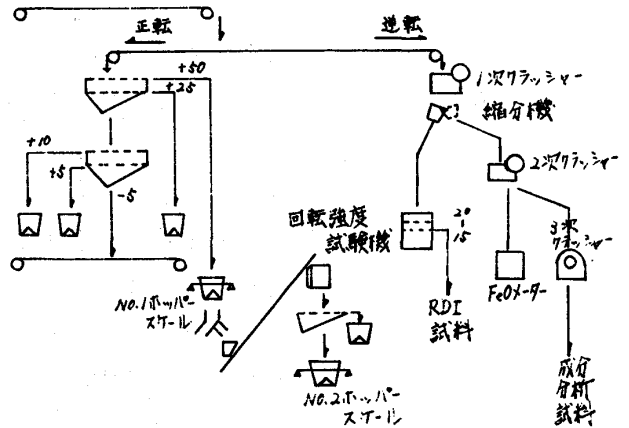 正転
逆転
+50
+25
+10
+5
-5
1次クラッシャー
縮分機
2次クラッシャー
3次
クラッシャー
20
|
15
回転強度
試験機
NO.1ホッパー
スケール
RDI
試料
FeOメーター
NO.2ホッパー
スケール
成分
分析
試料